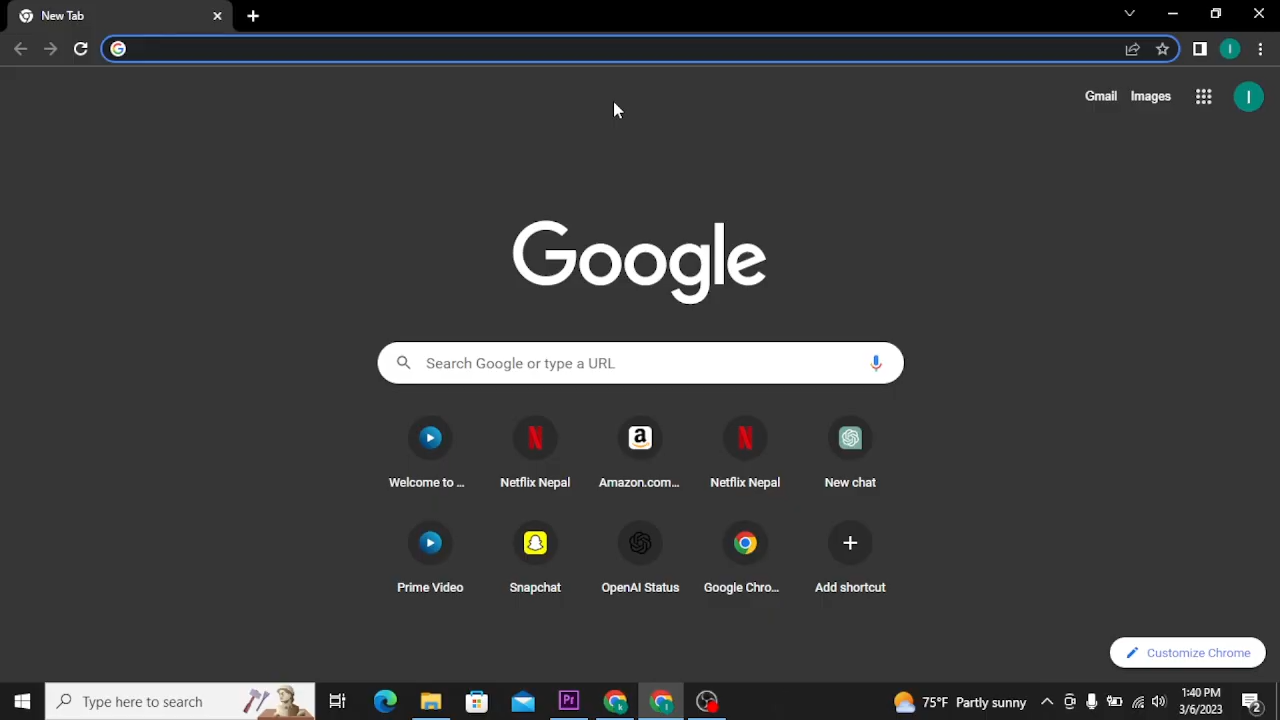 New Tab
I
Gmail Images I
Google
Search Google or type a URL
Welcome to ... Netflix Nepal Amazon.com... Netflix Nepal New chat
Prime Video Snapchat OpenAI Status Google Chro... Add shortcut
Customize Chrome
Type here to search
Pr
75°F Partly sunny
1:40 PM
3/6/2023
2